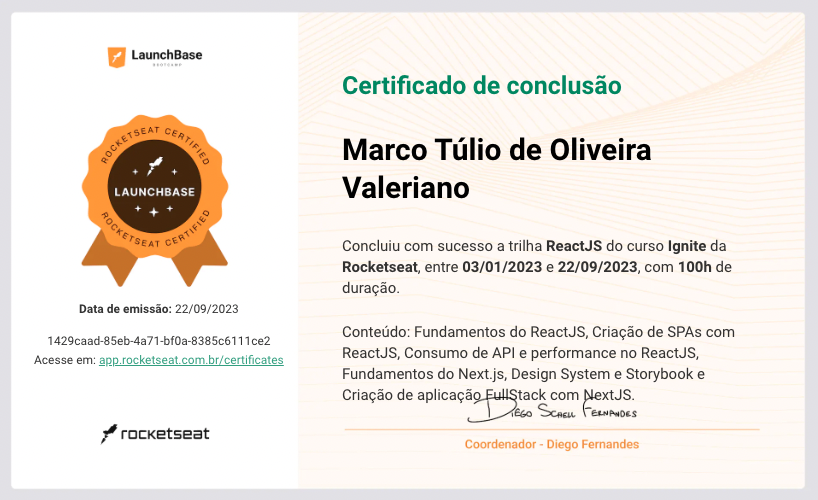 LaunchBase
BOOTCAMP
ROCKETSEAT CERTIFIED
LAUNCHBASE
ROCKETSEAT CERTIFIED
Data de emissão: 22/09/2023
1429caad-85eb-4a71-bf0a-8385c6111ce2
Acesse em: app.rocketseat.com.br/certificates
rocketseat
Certificado de conclusão
Marco Túlio de Oliveira
Valeriano
Concluiu com sucesso a trilha ReactJS do curso Ignite da
Rocketseat, entre 03/01/2023 e 22/09/2023, com 100h de
duração.
Conteúdo: Fundamentos do ReactJS, Criação de SPAs com
ReactJS, Consumo de API e performance no ReactJS,
Fundamentos do Next.js, Design System e Storybook e
Criação de aplicação FullStack com NextJS.
Diego Schell Fernandes
Coordenador - Diego Fernandes